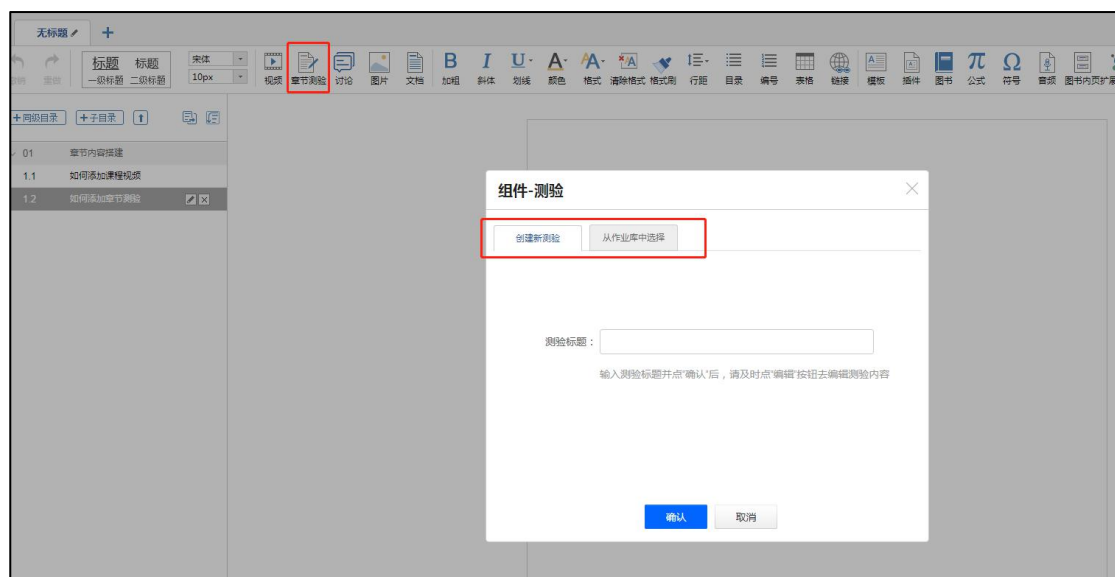 无标题
标题 标题
一级标题 二级标题
宋体
10px
视频 章节测验 讨论 图片 文档 加粗 斜体 划线 颜色 格式 清除格式 格式刷 行距 目录 编号 表格 链接 模板 插件 图书 公式 符号 音频 图书内页扩展
+同级目录 +子目录
01 章节内容搭建
1.1 如何添加课程视频
1.2 如何添加章节测验
组件-测验
创建新测验 从作业库中选择
测验标题：
输入测验标题并点"确认"后，请及时点"编辑"按钮去编辑测验内容
确认 取消